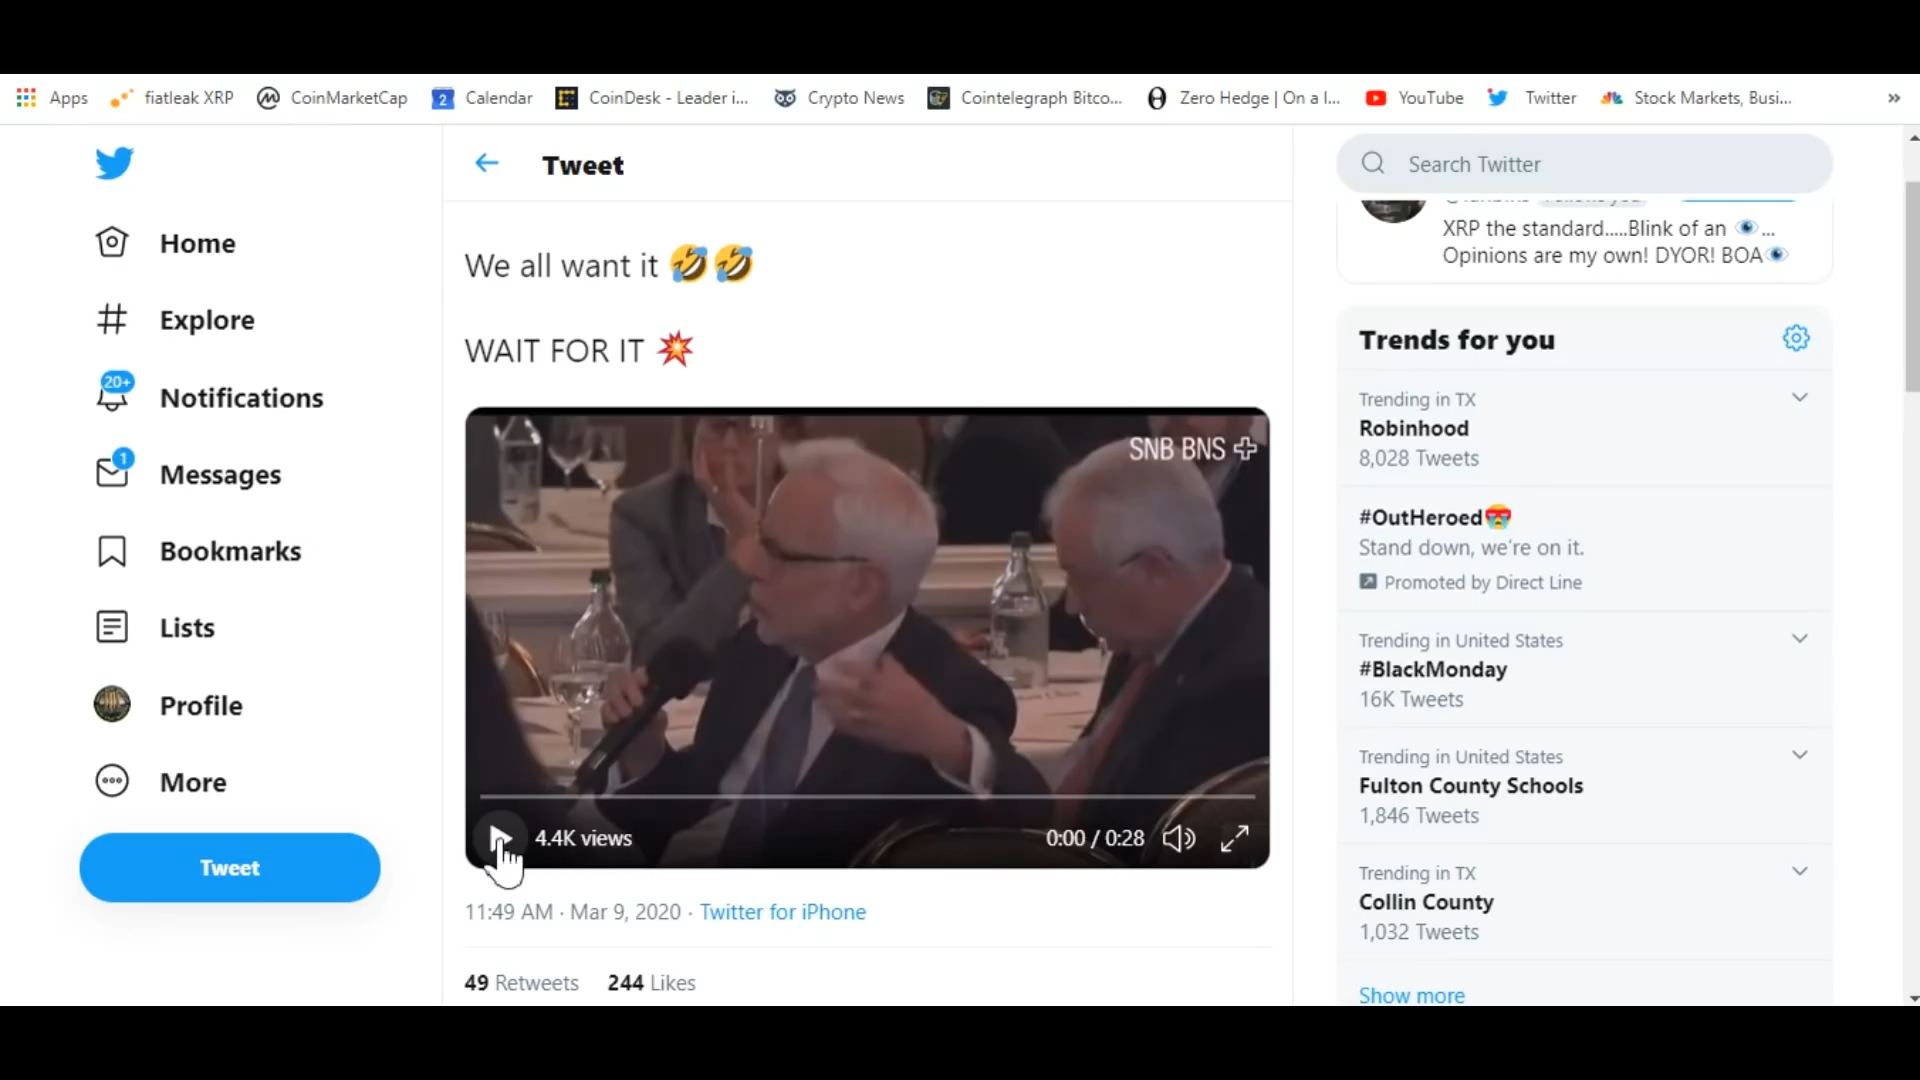 Apps
fiatleak XRP
CoinMarketCap
2
Calendar
CoinDesk - Leader i...
Crypto News
Cointelegraph Bitco...
Zero Hedge | On a l...
YouTube
Twitter
Stock Markets, Busi...
»
Home
Explore
20+
Notifications
1
Messages
Bookmarks
Lists
Profile
More
Tweet
Tweet
We all want it 🤣🤣
WAIT FOR IT 💥
SNB BNS
4.4K views
0:00 / 0:28
11:49 AM · Mar 9, 2020 · Twitter for iPhone
49 Retweets 244 Likes
Search Twitter
XRP the standard.....Blink of an 👁...
Opinions are my own! DYOR! BOA👁
Trends for you
Trending in TX
Robinhood
8,028 Tweets
#OutHeroed
Stand down, we're on it.
Promoted by Direct Line
Trending in United States
#BlackMonday
16K Tweets
Trending in United States
Fulton County Schools
1,846 Tweets
Trending in TX
Collin County
1,032 Tweets
Show more